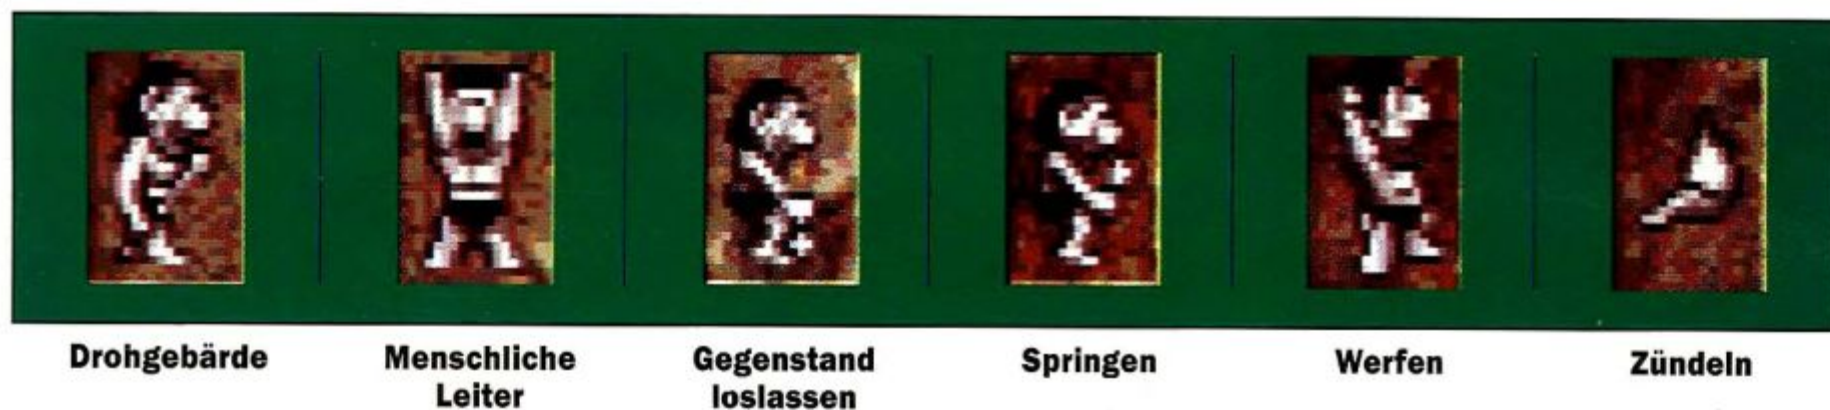 Drohgebärde
Menschliche
Leiter
Gegenstand
loslassen
Springen
Werfen
Zündeln